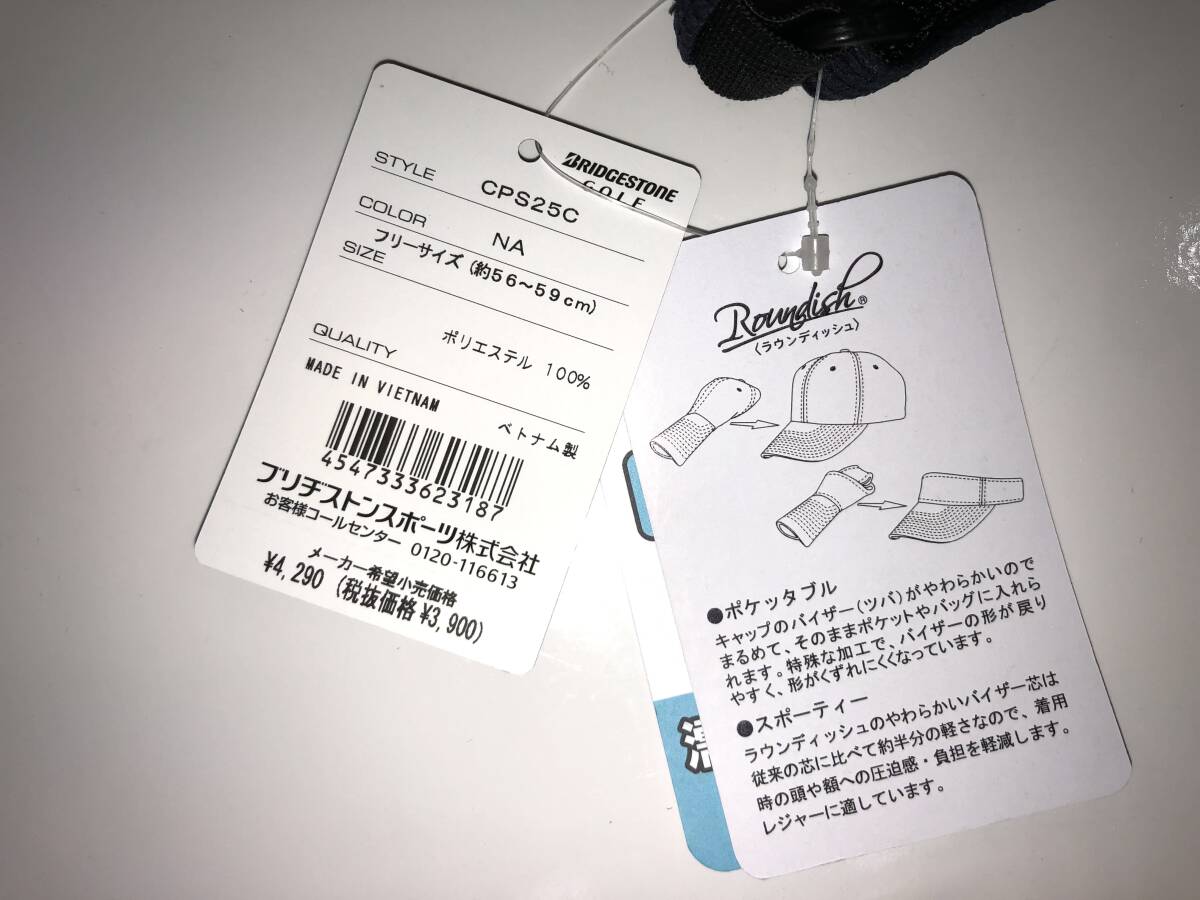 BRIDGESTONE
GOLF
STYLE CPS25C
COLOR NA
SIZE フリーサイズ (約56～59cm)
QUALITY ポリエステル 100%
MADE IN VIETNAM ベトナム製
4547333623187
ブリヂストンスポーツ株式会社
お客様コールセンター 0120-116613
メーカー希望小売価格
¥4,290 (税抜価格 ¥3,900)
Roundish®
〈ラウンディッシュ〉
●ポケッタブル
キャップのバイザー(ツバ)がやわらかいので
まるめて、そのままポケットやバッグに入れら
れます。特殊な加工で、バイザーの形が戻り
やすく、形がくずれにくくなっています。
●スポーティー
ラウンディッシュのやわらかいバイザー芯は
従来の芯に比べて約半分の軽さなので、着用
時の頭や額への圧迫感・負担を軽減します。
レジャーに適しています。